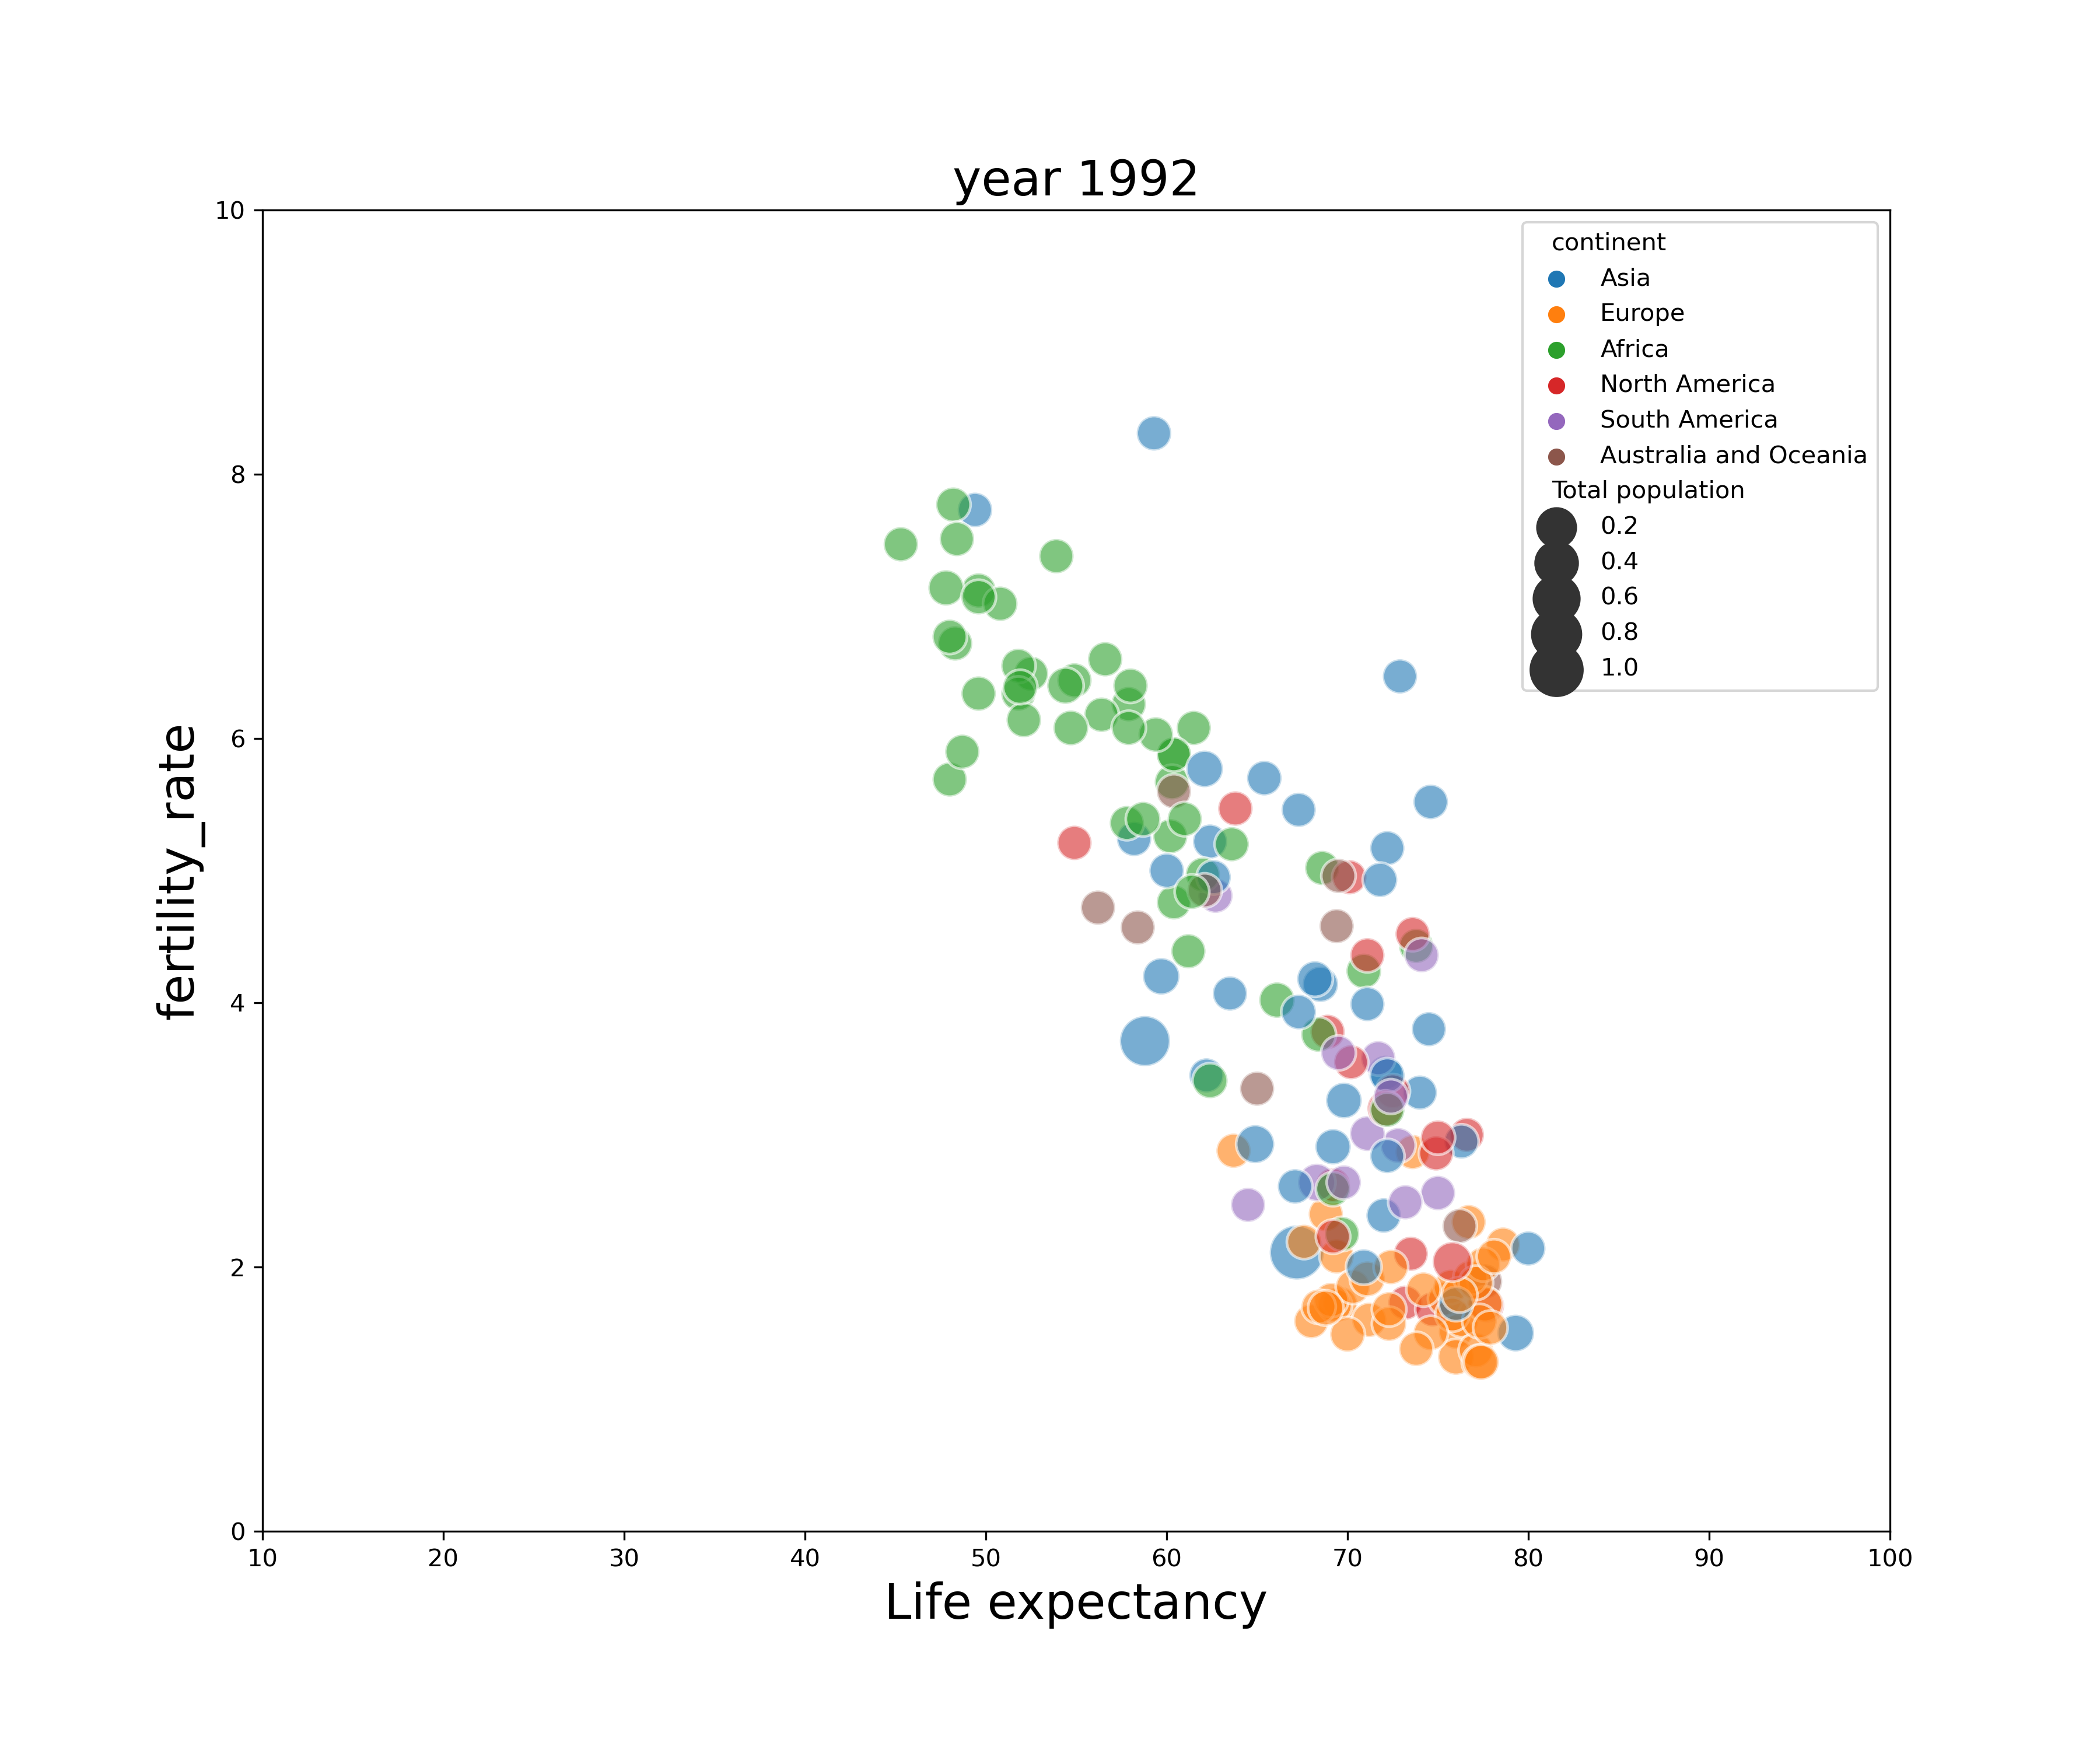 year 1992
10
8
6
4
2
0
fertility_rate
10 20 30 40 50 60 70 80 90 100
Life expectancy
continent
Asia
Europe
Africa
North America
South America
Australia and Oceania
Total population
0.2
0.4
0.6
0.8
1.0